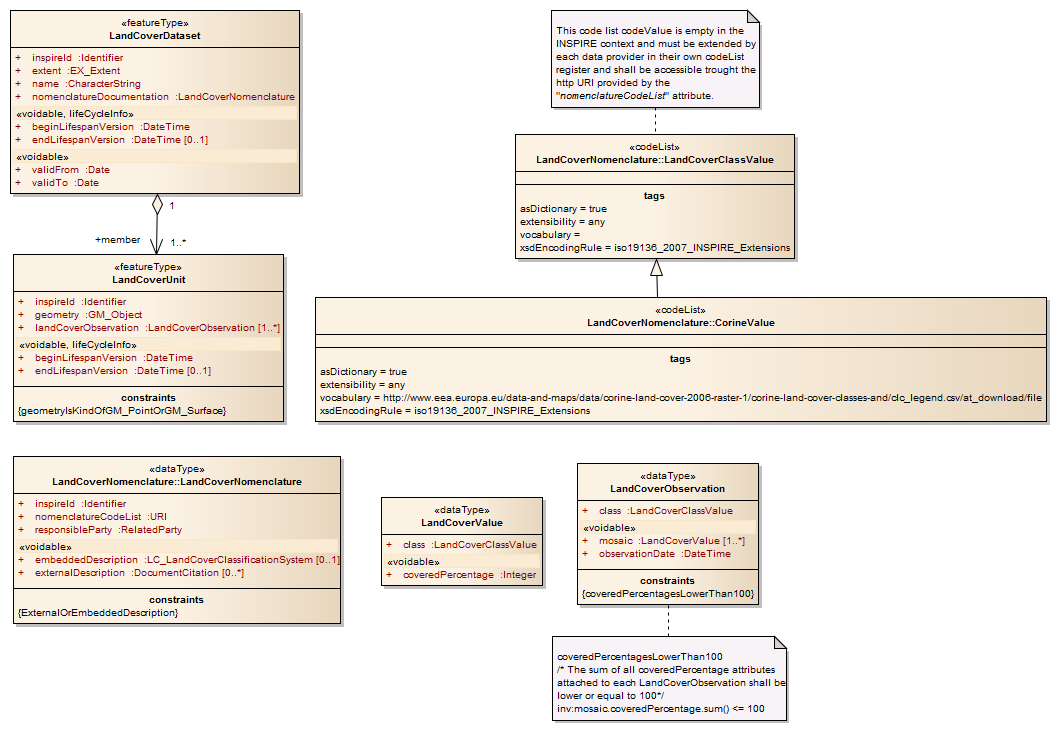 «featureType»
LandCoverDataset
+ inspireId :Identifier
+ extent :EX_Extent
+ name :CharacterString
+ nomenclatureDocumentation :LandCoverNomenclature
«voidable, lifeCycleInfo»
+ beginLifespanVersion :DateTime
+ endLifespanVersion :DateTime [0..1]
«voidable»
+ validFrom :Date
+ validTo :Date
1
+member
1..*
«featureType»
LandCoverUnit
+ inspireId :Identifier
+ geometry :GM_Object
+ landCoverObservation :LandCoverObservation [1..*]
«voidable, lifeCycleInfo»
+ beginLifespanVersion :DateTime
+ endLifespanVersion :DateTime [0..1]
constraints
{geometryIsKindOfGM_PointOrGM_Surface}
This code list codeValue is empty in the
INSPIRE context and must be extended by
each data provider in their own codeList
register and shall be accessible trought the
http URI provided by the
"nomenclatureCodeList" attribute.
«codeList»
LandCoverNomenclature::LandCoverClassValue
tags
asDictionary = true
extensibility = any
vocabulary =
xsdEncodingRule = iso19136_2007_INSPIRE_Extensions
«codeList»
LandCoverNomenclature::CorineValue
tags
asDictionary = true
extensibility = any
vocabulary = http://www.eea.europa.eu/data-and-maps/data/corine-land-cover-2006-raster-1/corine-land-cover-classes-and/clc_legend.csv/at_download/file
xsdEncodingRule = iso19136_2007_INSPIRE_Extensions
«dataType»
LandCoverNomenclature::LandCoverNomenclature
+ inspireId :Identifier
+ nomenclatureCodeList :URI
+ responsibleParty :RelatedParty
«voidable»
+ embeddedDescription :LC_LandCoverClassificationSystem [0..1]
+ externalDescription :DocumentCitation [0..*]
constraints
{ExternalOrEmbeddedDescription}
«dataType»
LandCoverValue
+ class :LandCoverClassValue
«voidable»
+ coveredPercentage :Integer
«dataType»
LandCoverObservation
+ class :LandCoverClassValue
«voidable»
+ mosaic :LandCoverValue [1..*]
+ observationDate :DateTime
constraints
{coveredPercentagesLowerThan100}
coveredPercentagesLowerThan100
/* The sum of all coveredPercentage attributes
attached to each LandCoverObservation shall be
lower or equal to 100*/
inv:mosaic.coveredPercentage.sum() <= 100